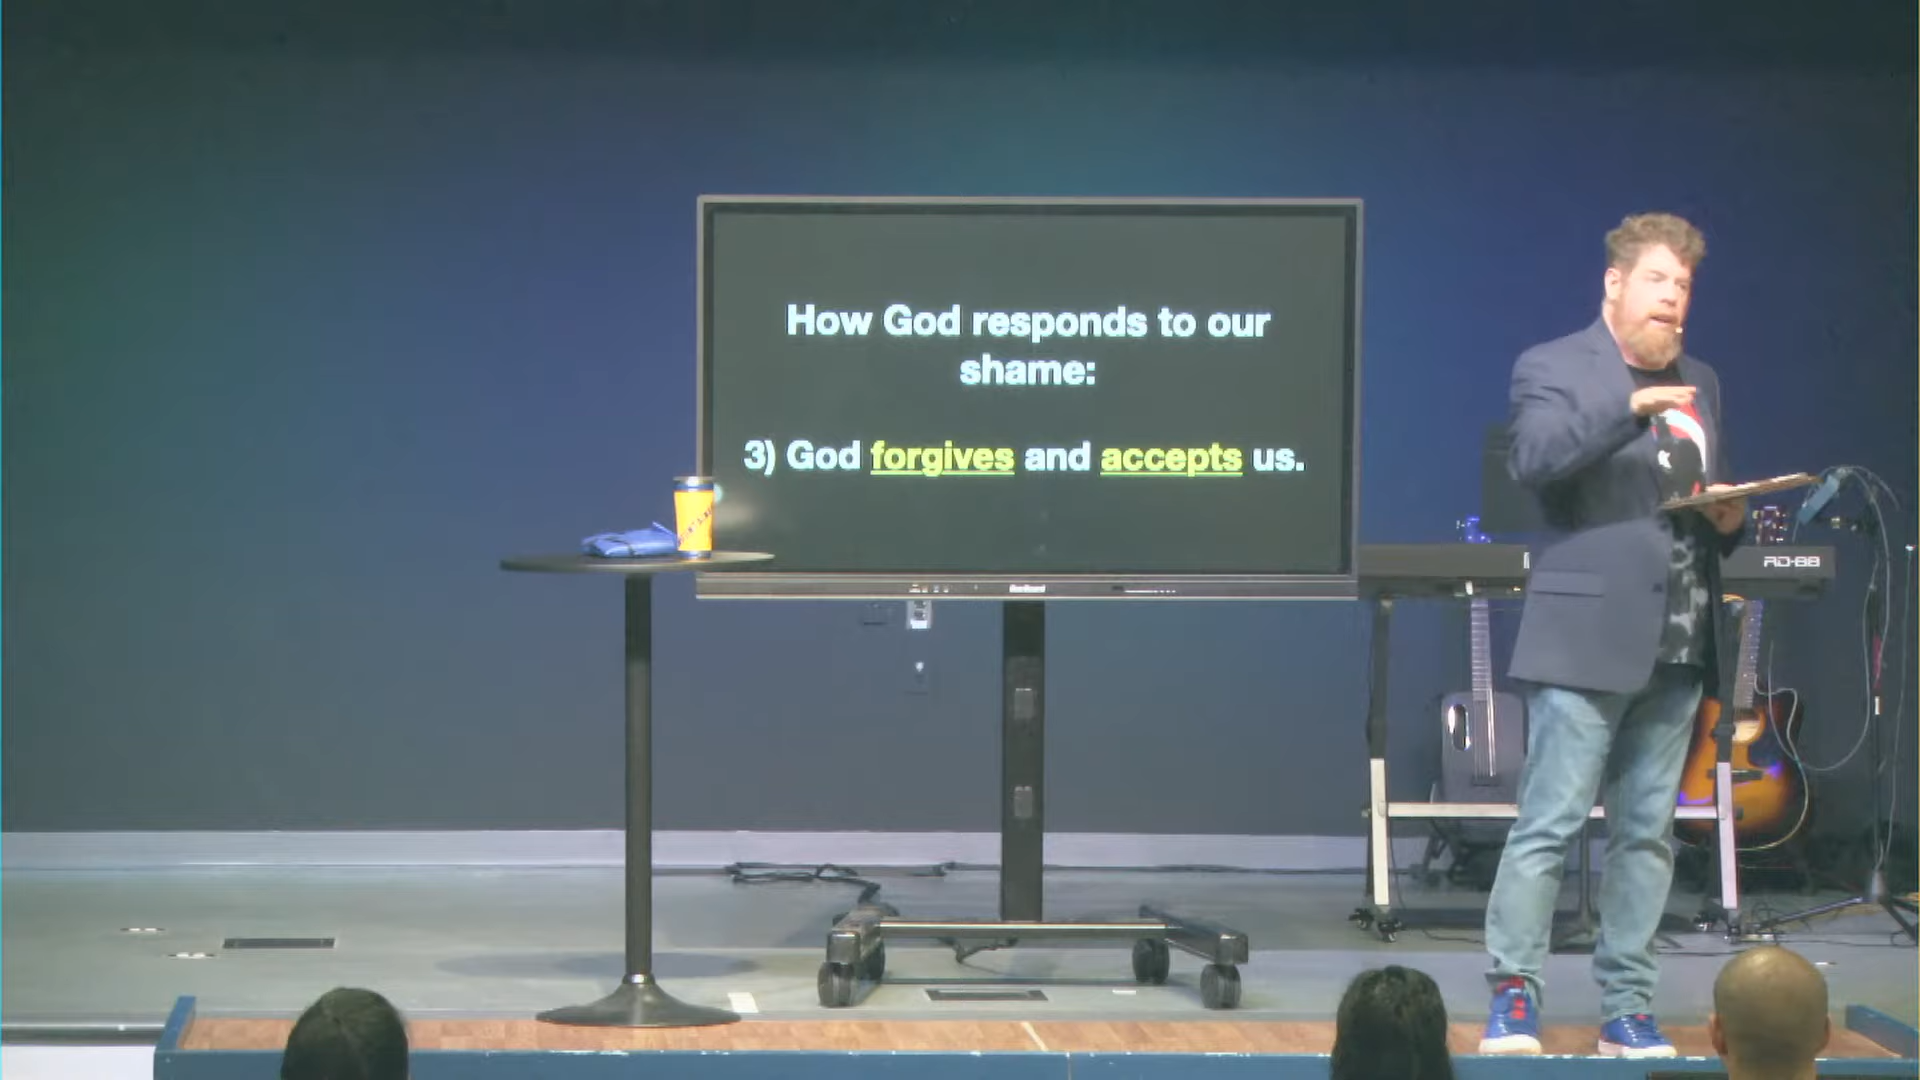 How God responds to our
shame:
3) God forgives and accepts us.
RD-88